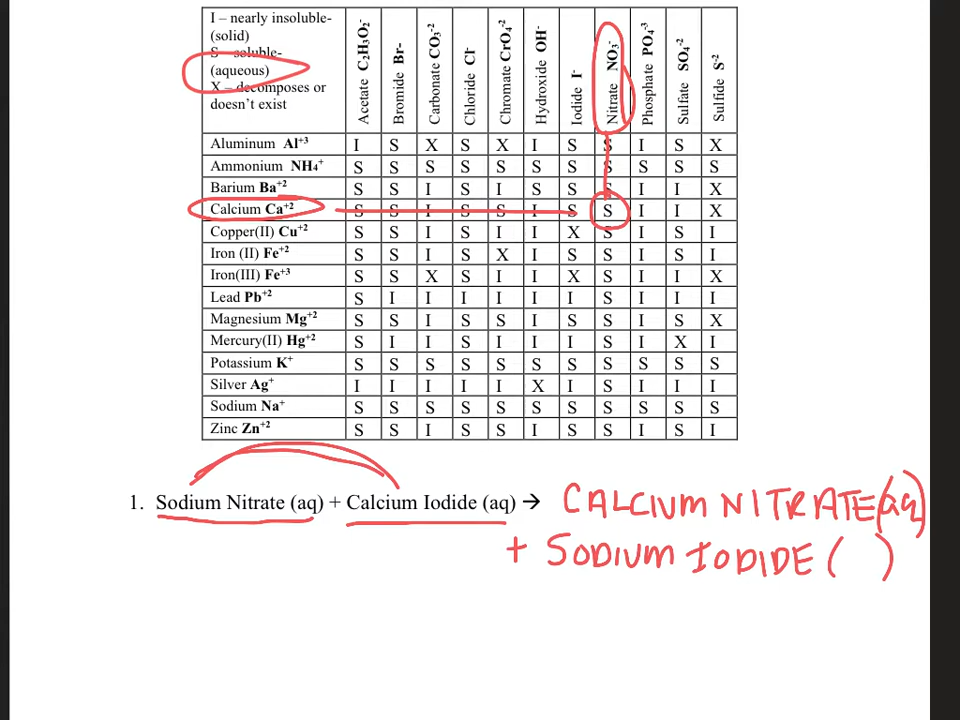 I – nearly insoluble-
(solid)
S – soluble-
(aqueous)
X – decomposes or
doesn't exist
Acetate C₂H₃O₂⁻
Bromide Br-
Carbonate CO₃⁻²
Chloride Cl⁻
Chromate CrO₄⁻²
Hydroxide OH⁻
Iodide I⁻
Nitrate NO₃⁻
Phosphate PO₄⁻³
Sulfate SO₄⁻²
Sulfide S⁻²
Aluminum Al⁺³ I S X S X I S S I S X
Ammonium NH₄⁺ S S S S S S S S S S S
Barium Ba⁺² S S I S I S S S I I X
Calcium Ca⁺² S S I S S I S S I I X
Copper(II) Cu⁺² S S I S I I X S I S I
Iron (II) Fe⁺² S S I S X I S S I S I
Iron(III) Fe⁺³ S S X S I I X S I I X
Lead Pb⁺² S I I I I I I S I I I
Magnesium Mg⁺² S S I S S I S S I S X
Mercury(II) Hg⁺² S I I S I I I S I X I
Potassium K⁺ S S S S S S S S S S S
Silver Ag⁺ I I I I I X I S I I I
Sodium Na⁺ S S S S S S S S S S S
Zinc Zn⁺² S S I S S I S S I S I
1. Sodium Nitrate (aq) + Calcium Iodide (aq) → CALCIUM NITRATE(aq)
+ SODIUM IODIDE ( )